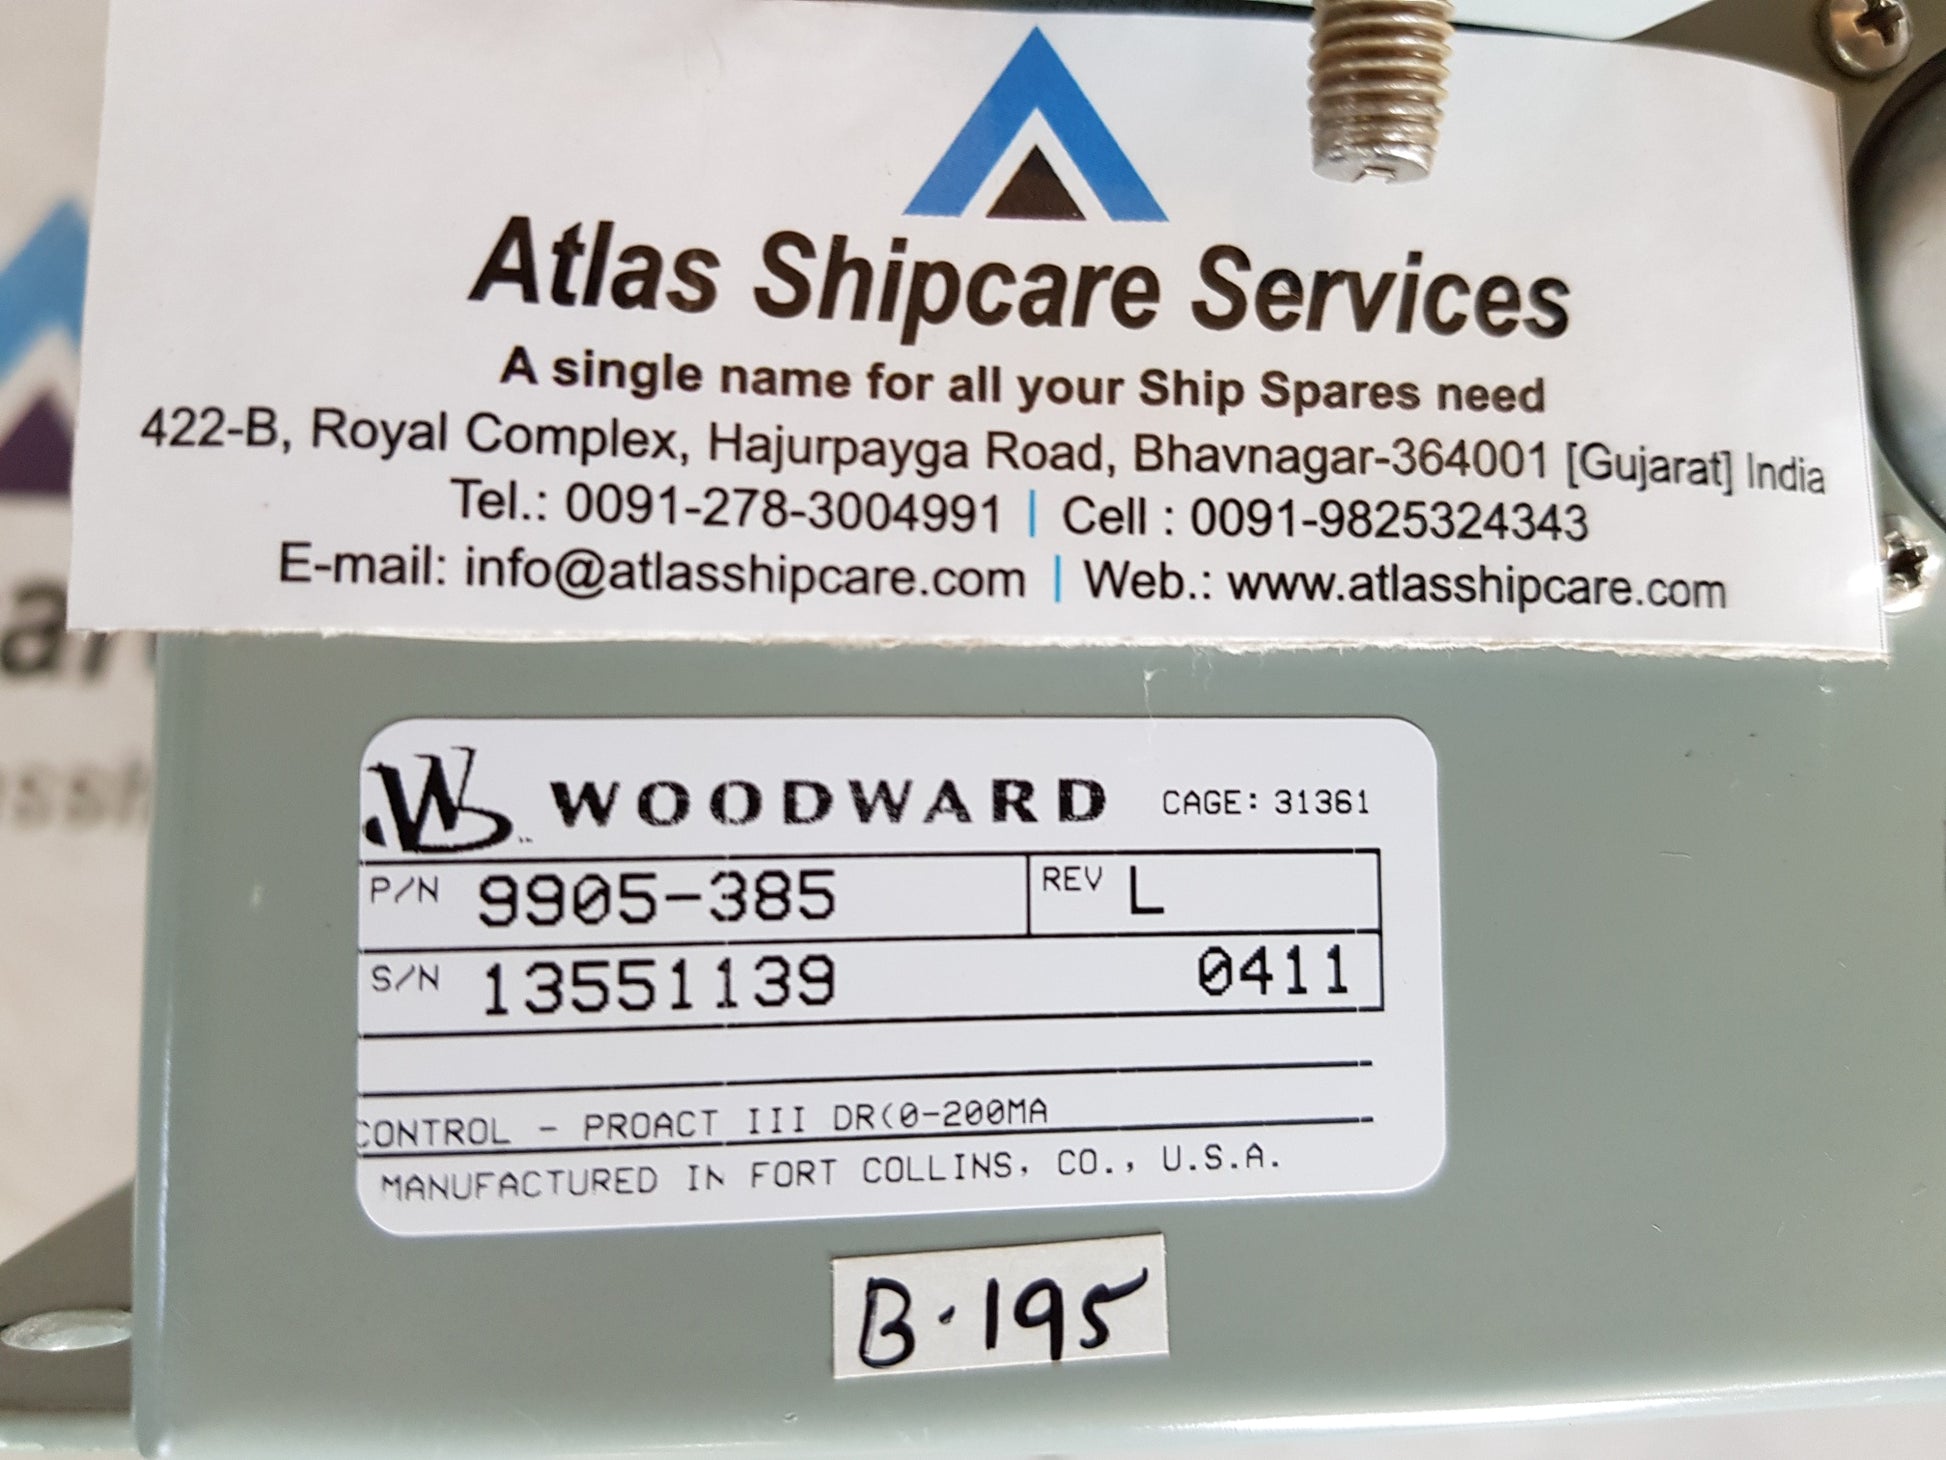 Atlas Shipcare Services
A single name for all your Ship Spares need
422-B, Royal Complex, Hajurpayga Road, Bhavnagar-364001 [Gujarat] India
Tel.: 0091-278-3004991 | Cell : 0091-9825324343
E-mail: info@atlasshipcare.com | Web.: www.atlasshipcare.com
WOODWARD CAGE: 31361
P/N 9905-385 REV L
S/N 13551139 0411
CONTROL - PROACT III DR(0-200MA
MANUFACTURED IN FORT COLLINS, CO., U.S.A.
B·195